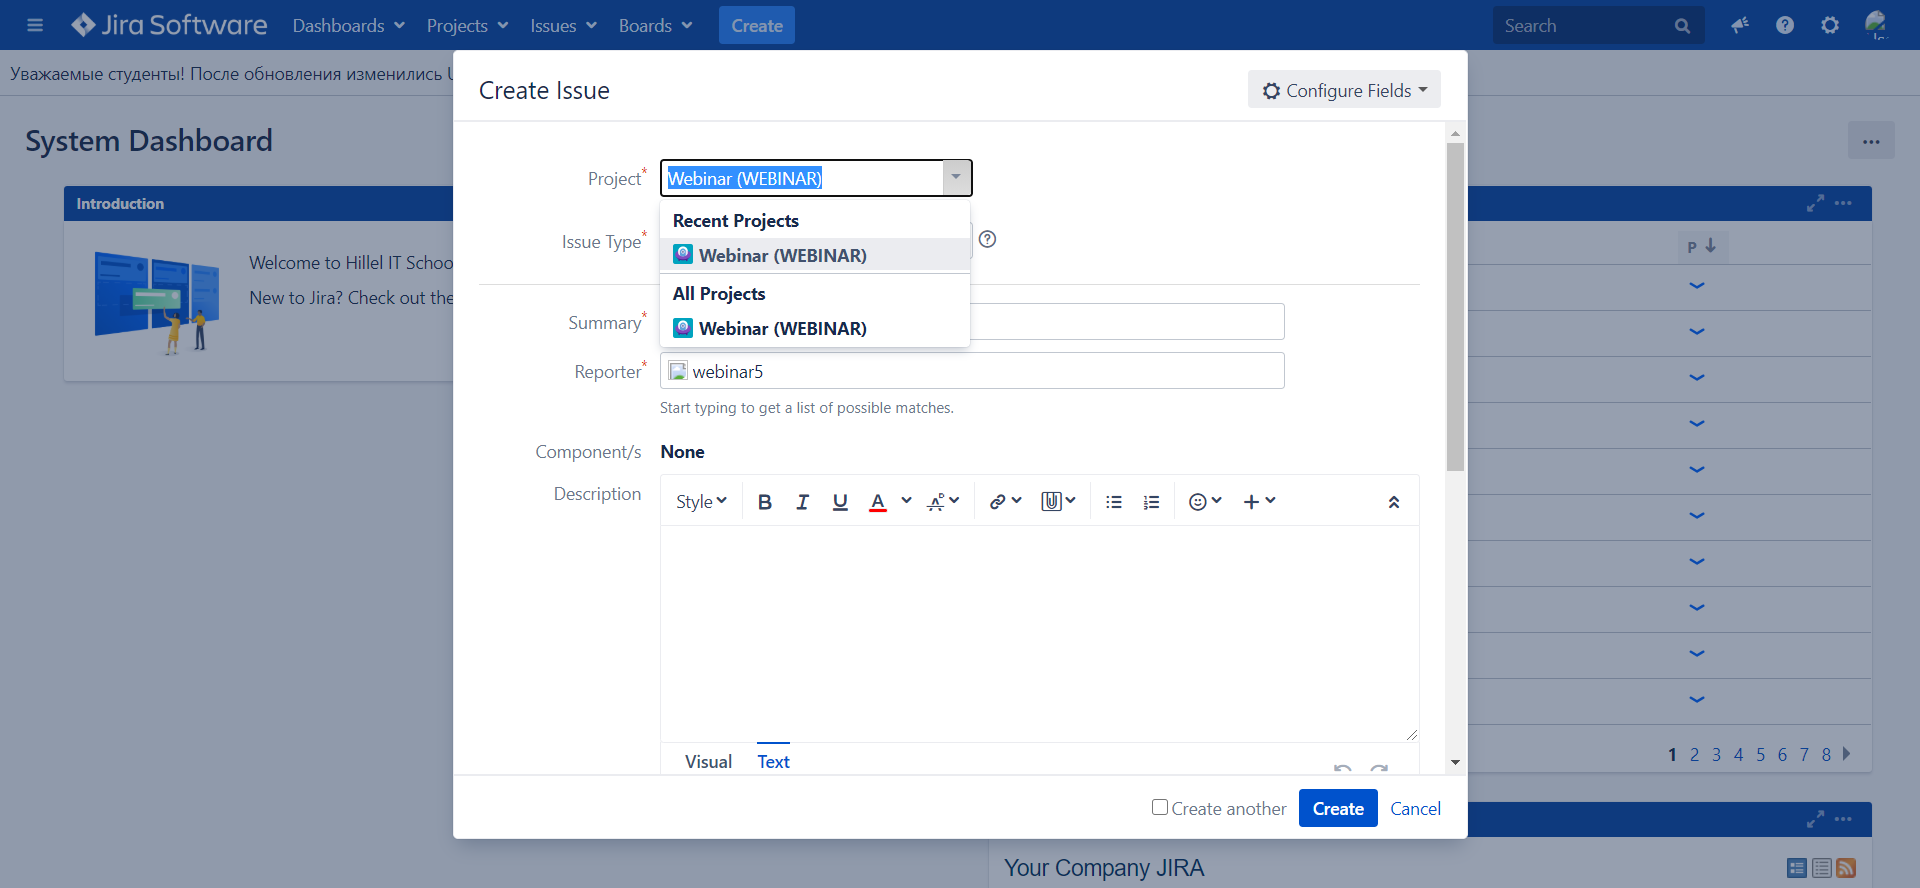 Jira Software Dashboards Projects Issues Boards Create Search
Уважаемые студенты! После обновления изменились
System Dashboard
Introduction
Welcome to Hillel IT Schoo
New to Jira? Check out the
Create Issue
Configure Fields
Project*
Webinar (WEBINAR)
Recent Projects
Webinar (WEBINAR)
All Projects
Webinar (WEBINAR)
Issue Type*
Summary*
Reporter*
webinar5
Start typing to get a list of possible matches.
Component/s
None
Description
Style
Visual Text
Create another Create Cancel
P
1 2 3 4 5 6 7 8
Your Company JIRA